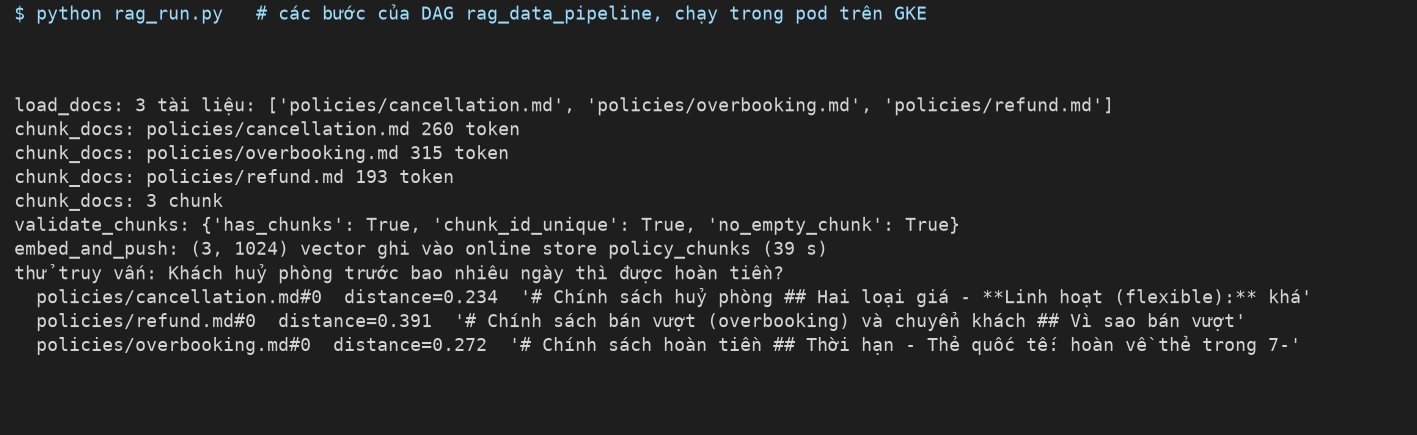 $ python rag_run.py   # các bước của DAG rag_data_pipeline, chạy trong pod trên GKE
load_docs: 3 tài liệu: ['policies/cancellation.md', 'policies/overbooking.md', 'policies/refund.md']
chunk_docs: policies/cancellation.md 260 token
chunk_docs: policies/overbooking.md 315 token
chunk_docs: policies/refund.md 193 token
chunk_docs: 3 chunk
validate_chunks: {'has_chunks': True, 'chunk_id_unique': True, 'no_empty_chunk': True}
embed_and_push: (3, 1024) vector ghi vào online store policy_chunks (39 s)
thử truy vấn: Khách huỷ phòng trước bao nhiêu ngày thì được hoàn tiền?
  policies/cancellation.md#0  distance=0.234  '# Chính sách huỷ phòng ## Hai loại giá - **Linh hoạt (flexible):** khá'
  policies/refund.md#0  distance=0.391  '# Chính sách bán vượt (overbooking) và chuyển khách ## Vì sao bán vượt'
  policies/overbooking.md#0  distance=0.272  '# Chính sách hoàn tiền ## Thời hạn - Thẻ quốc tế: hoàn về thẻ trong 7-'